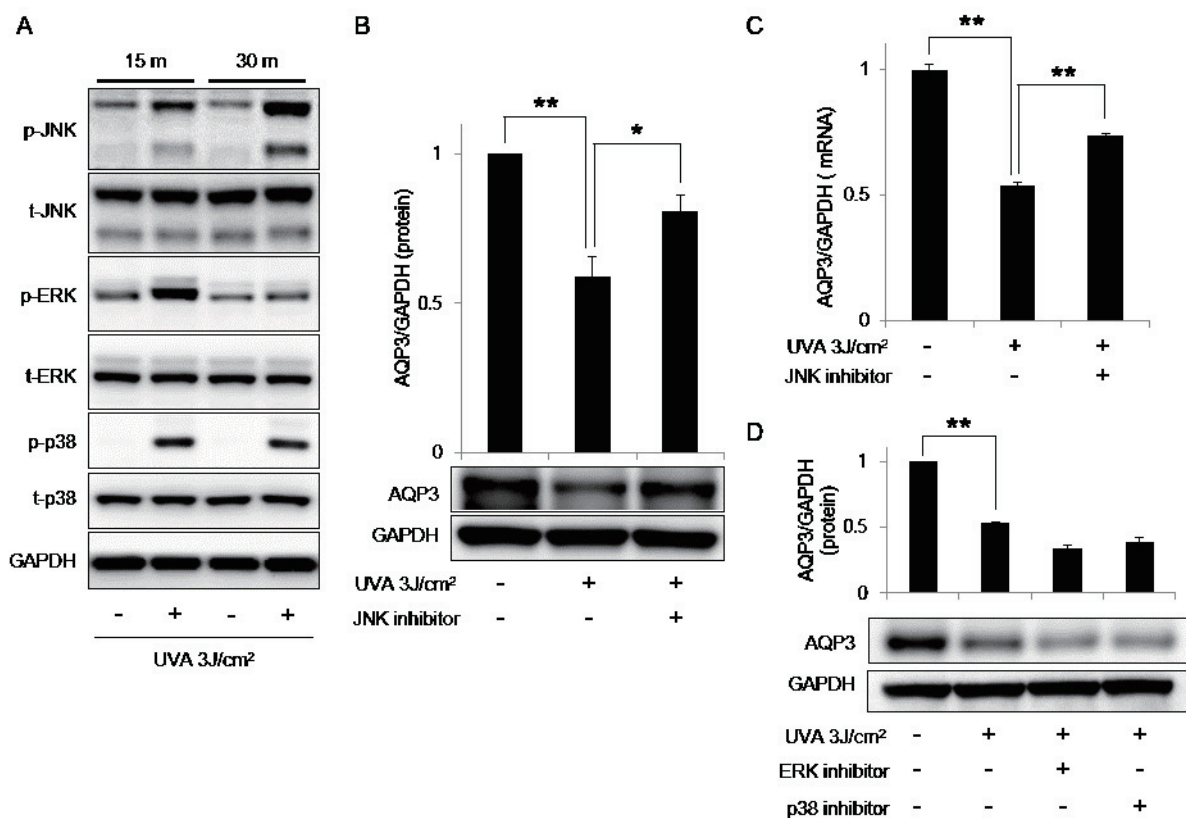 A
15 m 30 m
p-JNK
t-JNK
p-ERK
t-ERK
p-p38
t-p38
GAPDH
- + - +
UVA 3J/cm²
B
** *
1
0.5
0
AQP3/GAPDH (protein)
AQP3
GAPDH
UVA 3J/cm² - + +
JNK inhibitor - - +
C
** **
1
0.5
0
AQP3/GAPDH ( mRNA)
UVA 3J/cm² - + +
JNK inhibitor - - +
D
**
1
0.5
0
AQP3/GAPDH
(protein)
AQP3
GAPDH
UVA 3J/cm² - + + +
ERK inhibitor - - + -
p38 inhibitor - - - +